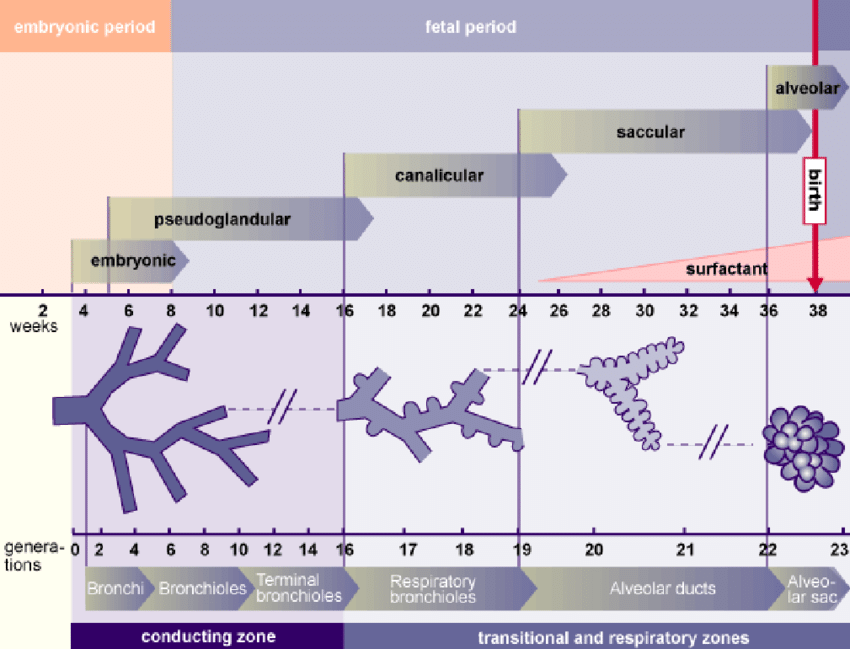 embryonic period
fetal period
alveolar
saccular
canalicular
pseudoglandular
embryonic
birth
surfactant
2 4 6 8 10 12 14 16 18 20 22 24 26 28 30 32 34 36 38
weeks
genera-
tions
0 2 4 6 8 10 12 14 16 17 18 19 20 21 22 23
Bronchi
Bronchioles
Terminal
bronchioles
Respiratory
bronchioles
Alveolar ducts
Alveo-
lar sac
conducting zone
transitional and respiratory zones